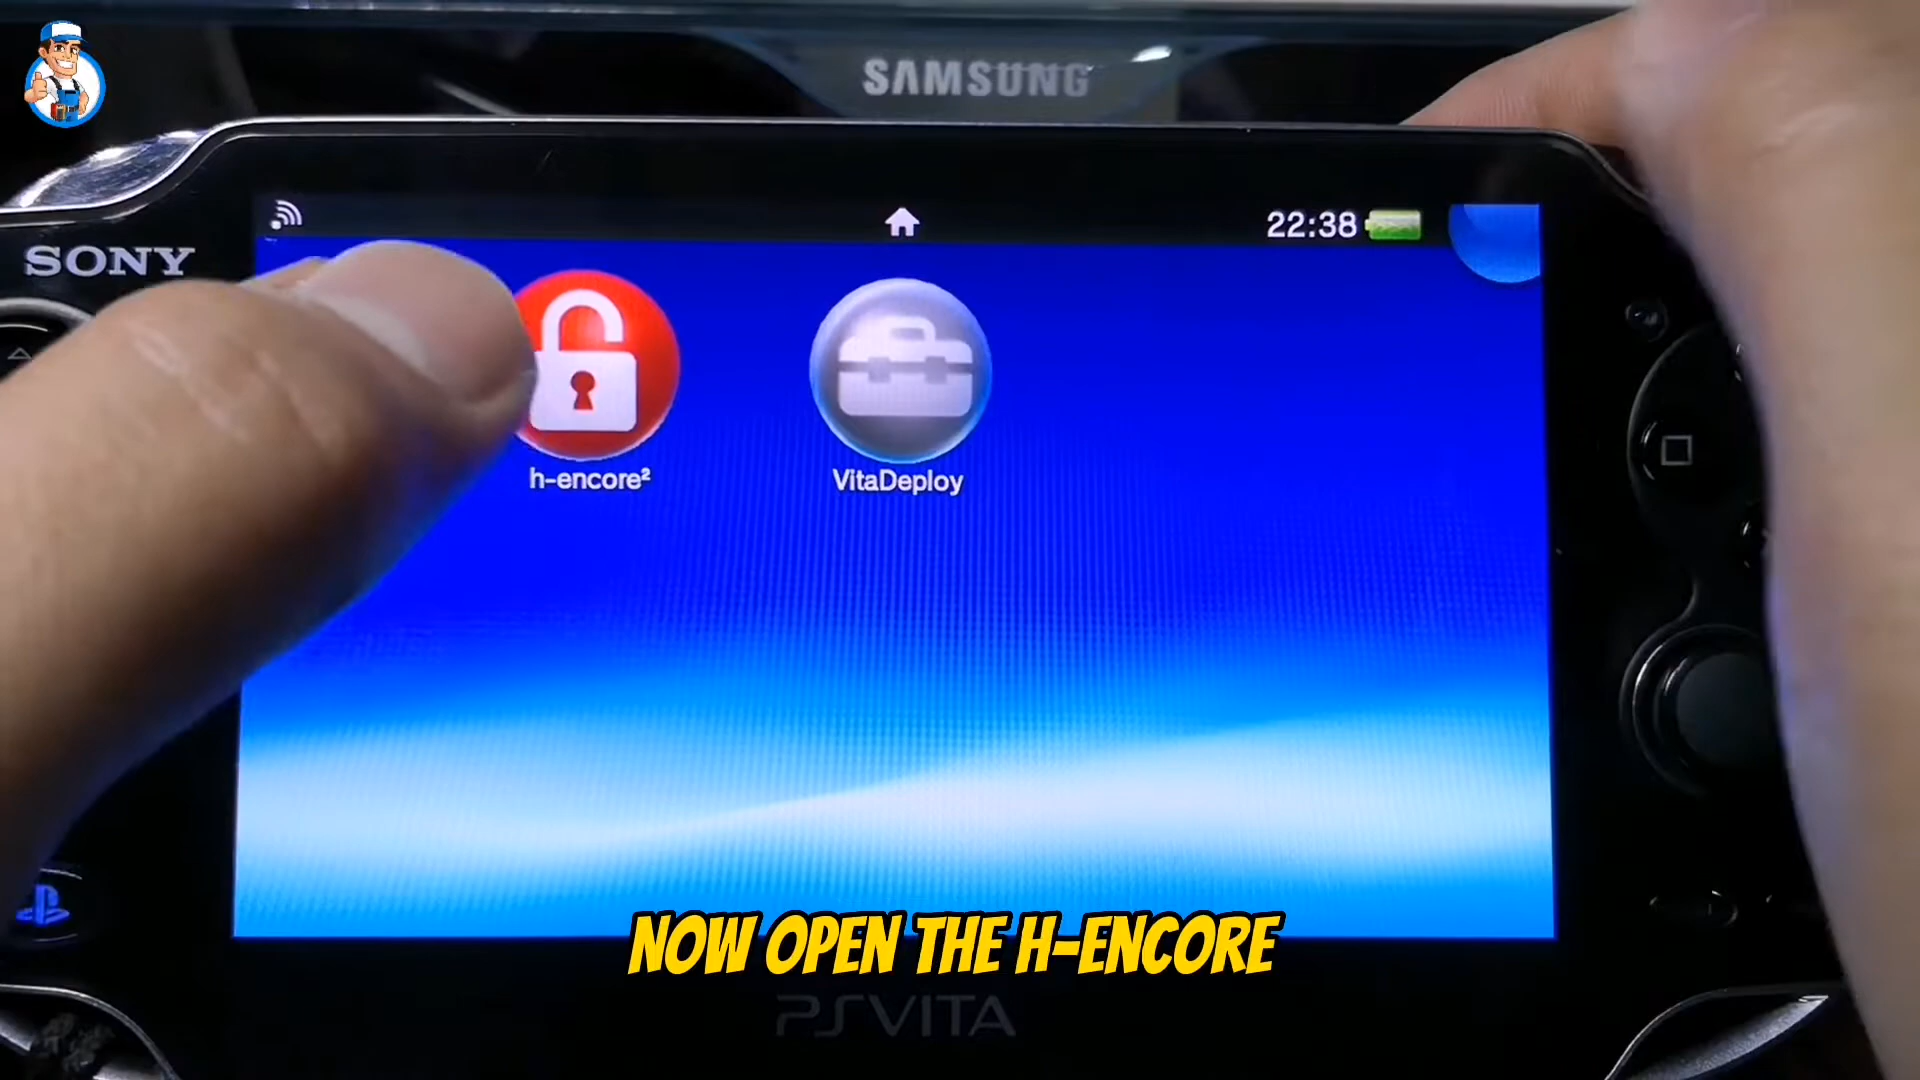 SAMSUNG
SONY
22:38
h-encore²
VitaDeploy
NOW OPEN THE H-ENCORE
PSVITA